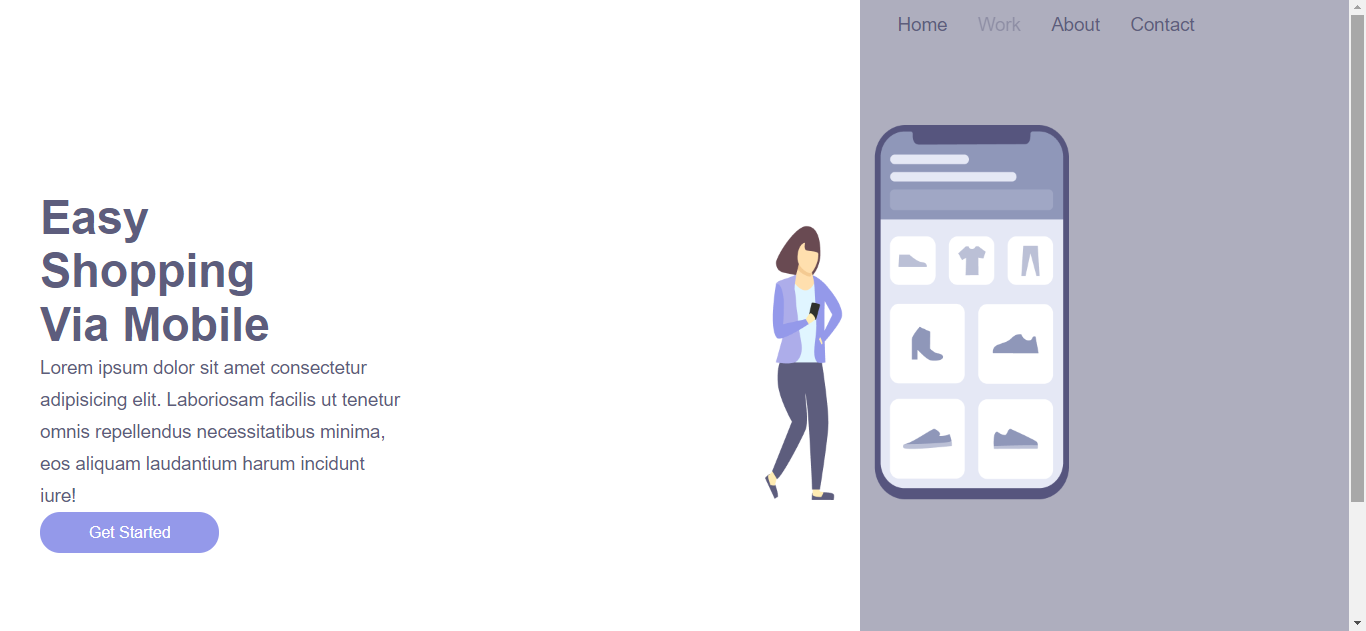 Home Work About Contact
Easy
Shopping
Via Mobile
Lorem ipsum dolor sit amet consectetur
adipisicing elit. Laboriosam facilis ut tenetur
omnis repellendus necessitatibus minima,
eos aliquam laudantium harum incidunt
iure!
Get Started